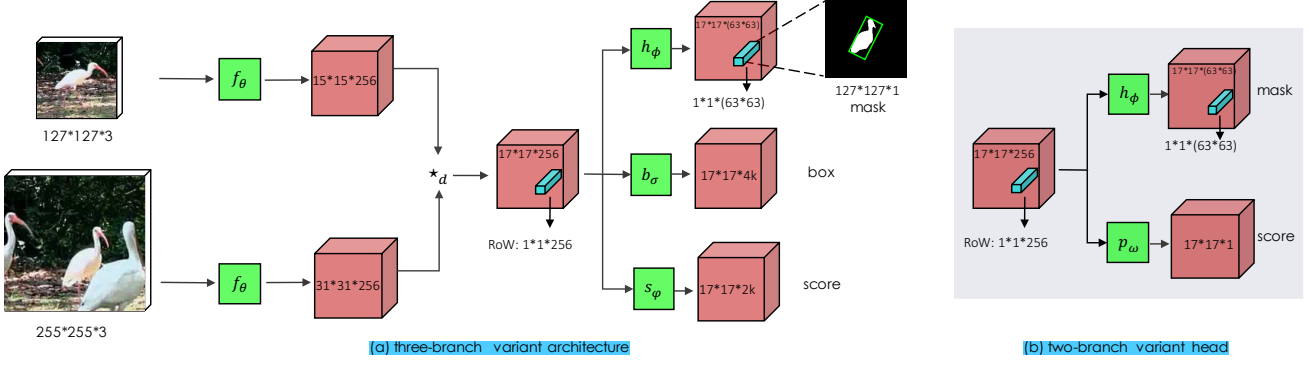 127*127*3
f_θ
15*15*256
255*255*3
f_θ
31*31*256
⋆_d
17*17*256
RoW: 1*1*256
h_ϕ
17*17*(63*63)
1*1*(63*63)
127*127*1
mask
b_σ
17*17*4k
box
s_φ
17*17*2k
score
(a) three-branch variant architecture
17*17*256
RoW: 1*1*256
h_ϕ
17*17*(63*63)
mask
1*1*(63*63)
p_ω
17*17*1
score
(b) two-branch variant head